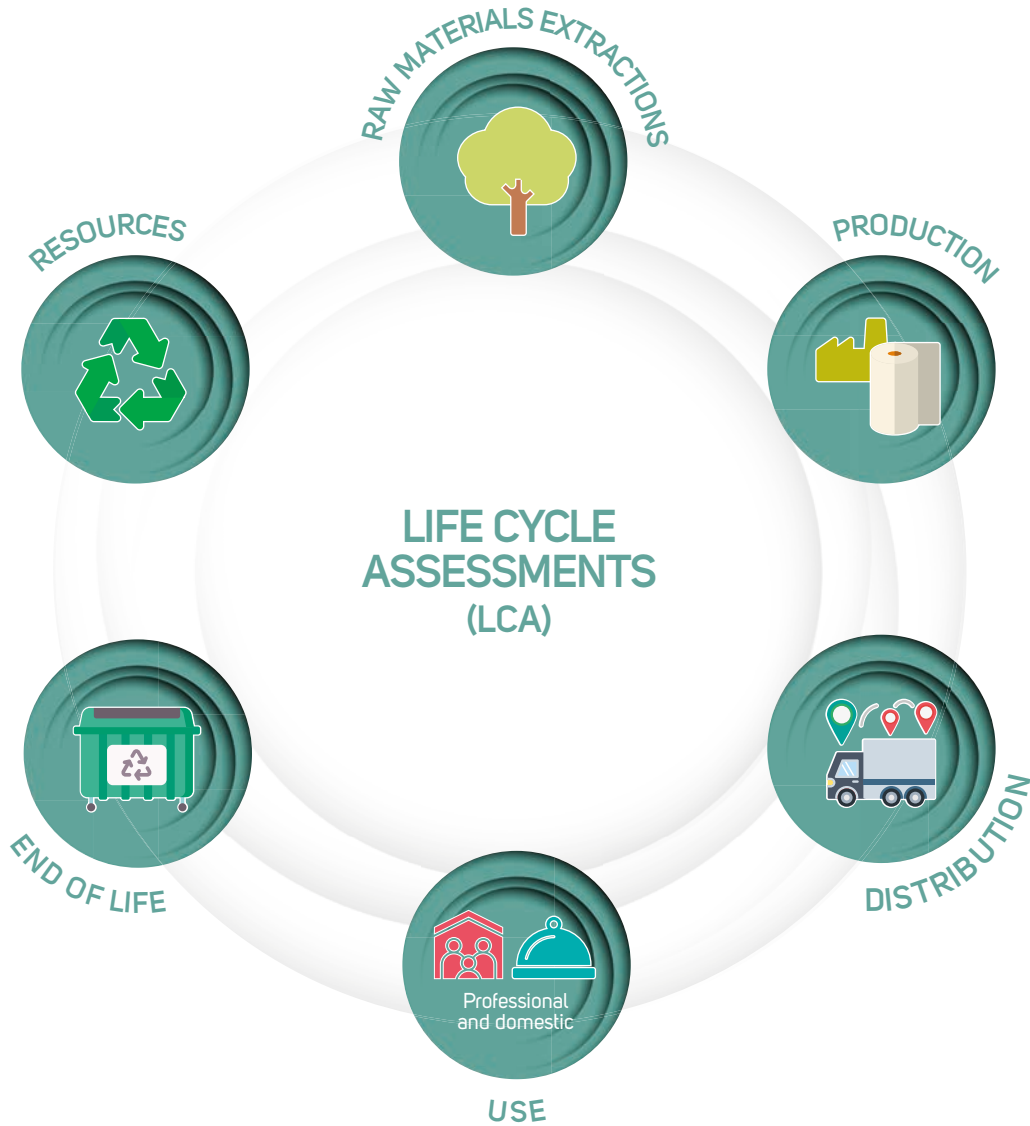 RAW MATERIALS EXTRACTIONS
RESOURCES
PRODUCTION
LIFE CYCLE
ASSESSMENTS
(LCA)
END OF LIFE
DISTRIBUTION
Professional
and domestic
USE